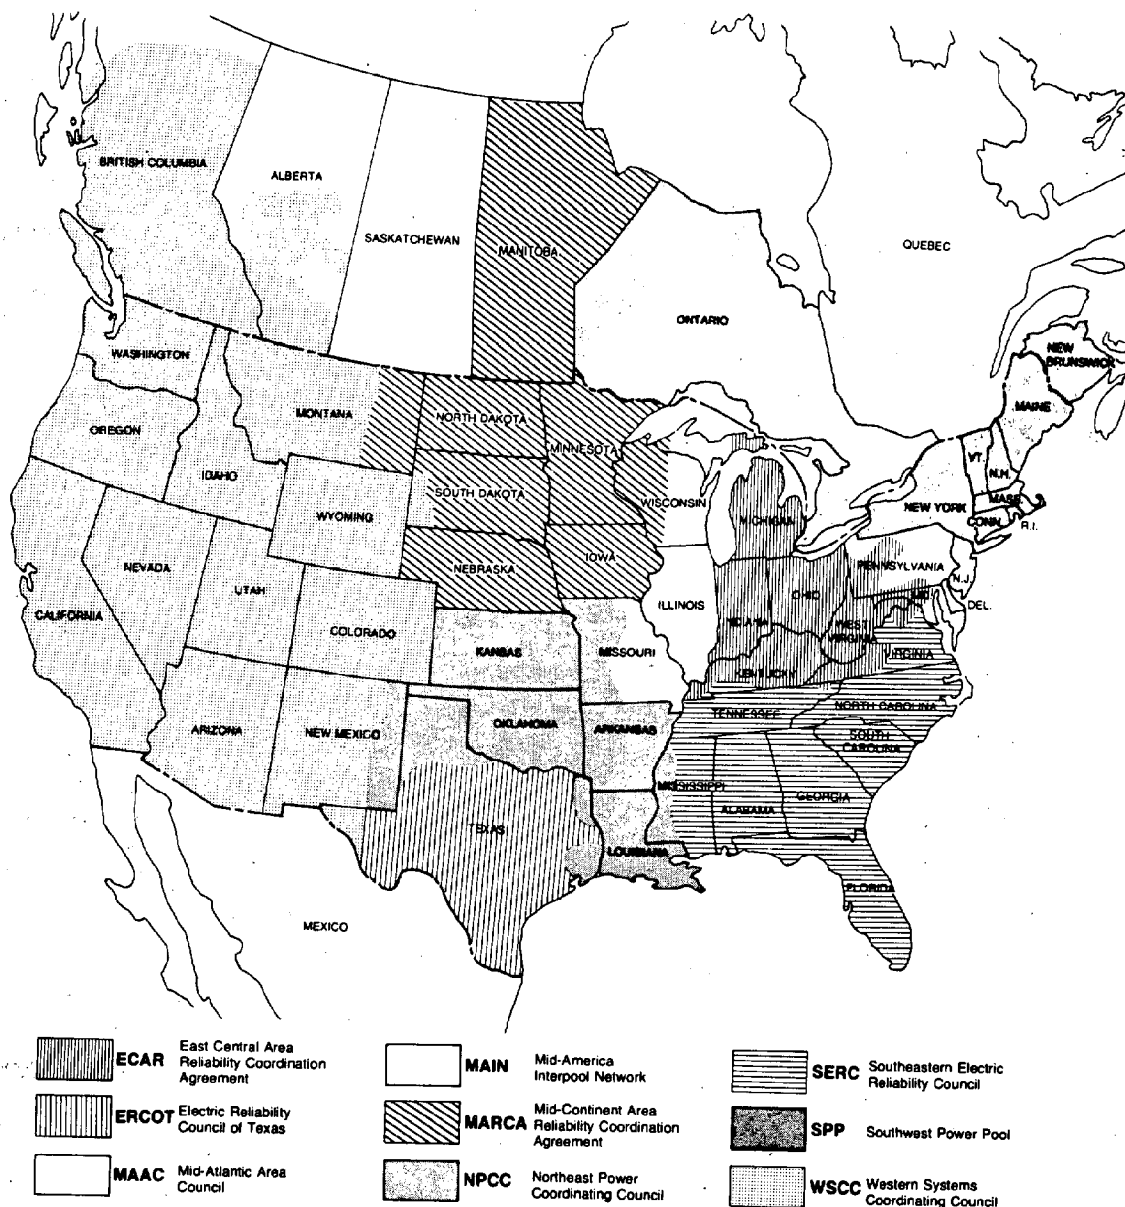 BRITISH COLUMBIA
ALBERTA
SASKATCHEWAN
MANITOBA
QUEBEC
ONTARIO
NEW
BRUNSWICK
WASHINGTON
MONTANA
NORTH DAKOTA
MAINE
OREGON
MINNESOTA
VT.
N.H.
IDAHO
SOUTH DAKOTA
WISCONSIN
MASS.
WYOMING
MICHIGAN
NEW YORK
CONN.
R.I.
NEVADA
UTAH
NEBRASKA
IOWA
PENNSYLVANIA
N.J.
CALIFORNIA
COLORADO
ILLINOIS
INDIANA
OHIO
MD.
DEL.
KANSAS
MISSOURI
WEST
VIRGINIA
VIRGINIA
KENTUCKY
ARIZONA
NEW MEXICO
OKLAHOMA
ARKANSAS
TENNESSEE
NORTH CAROLINA
SOUTH
CAROLINA
MISSISSIPPI
ALABAMA
GEORGIA
TEXAS
LOUISIANA
FLORIDA
MEXICO
ECAR East Central Area
Reliability Coordination
Agreement
ERCOT Electric Reliability
Council of Texas
MAAC Mid-Atlantic Area
Council
MAIN Mid-America
Interpool Network
MARCA Mid-Continent Area
Reliability Coordination
Agreement
NPCC Northeast Power
Coordinating Council
SERC Southeastern Electric
Reliability Council
SPP Southwest Power Pool
WSCC Western Systems
Coordinating Council